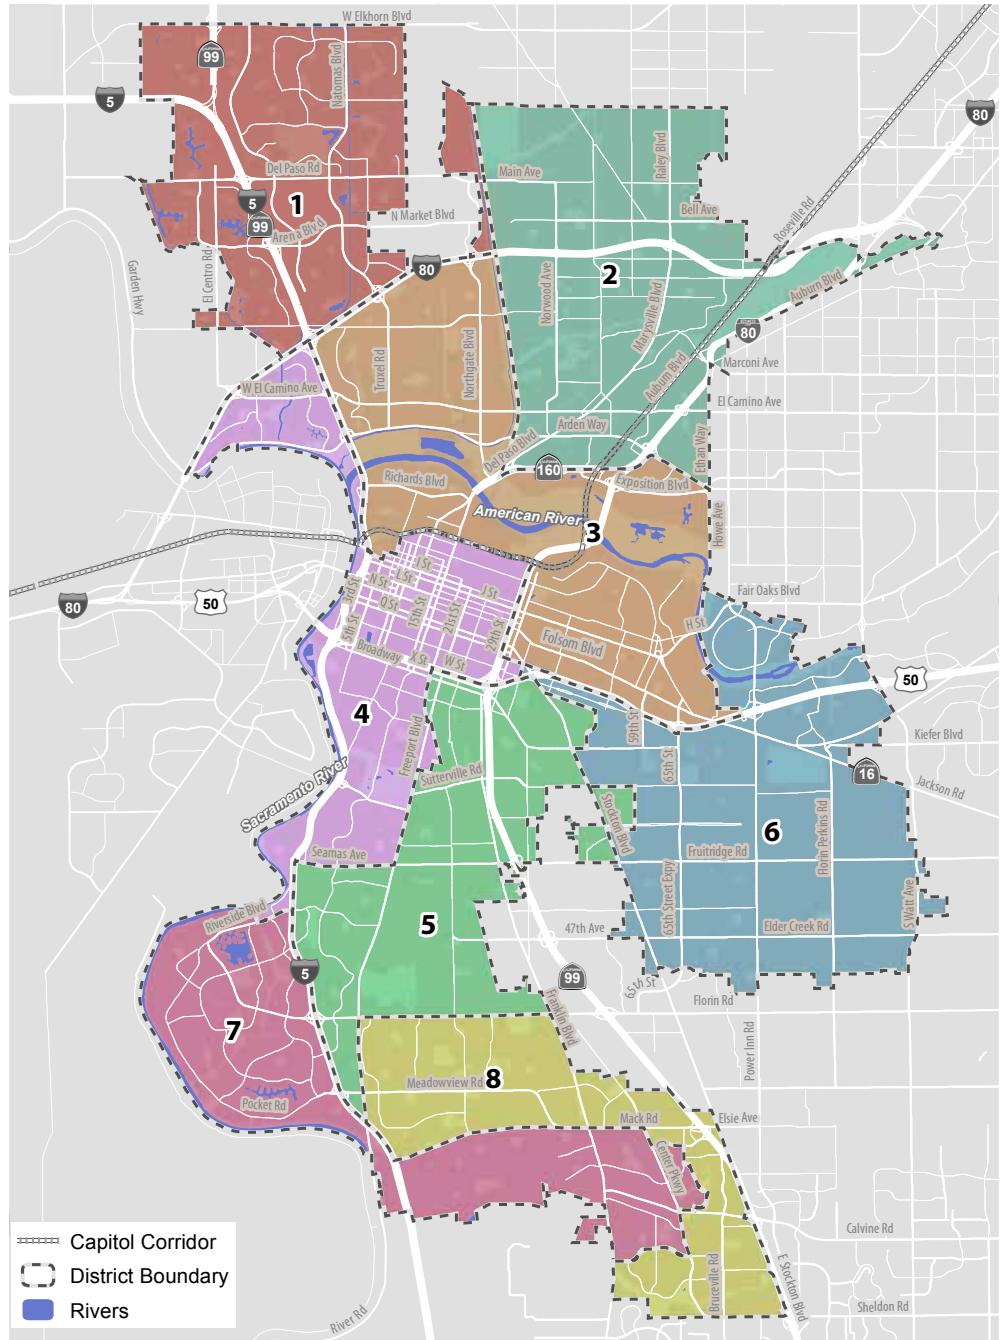 W Elkhorn Blvd
99
Natomas Blvd
5
80
Raley Blvd
Del Paso Rd
Main Ave
5
1
99
Arena Blvd
N Market Blvd
Bell Ave
Roseville Rd
El Centro Rd
Garden Hwy
80
2
Norwood Ave
Marysville Blvd
Auburn Blvd
80
Truxel Rd
Northgate Blvd
Auburn Blvd
Marconi Ave
W El Camino Ave
El Camino Ave
Arden Way
Del Paso Blvd
Ethan Way
160
Richards Blvd
Exposition Blvd
American River
3
Howe Ave
I St
L St
N St
J St
3rd St
Q St
15th St
21st St
5th St
29th St
80
50
Fair Oaks Blvd
H St
Folsom Blvd
Broadway
X St
W St
50
4
Freeport Blvd
59th St
65th St
Kiefer Blvd
16
Jackson Rd
Sutterville Rd
Sacramento River
Stockton Blvd
6
Florin Perkins Rd
Seamas Ave
Fruitridge Rd
65th Street Expy
S Watt Ave
Riverside Blvd
5
47th Ave
Elder Creek Rd
5
99
65th St
Florin Rd
Franklin Blvd
7
Power Inn Rd
Meadowview Rd
8
Pocket Rd
Mack Rd
Elsie Ave
Center Pkwy
Calvine Rd
Bruceville Rd
E Stockton Blvd
Sheldon Rd
River Rd
Capitol Corridor
District Boundary
Rivers